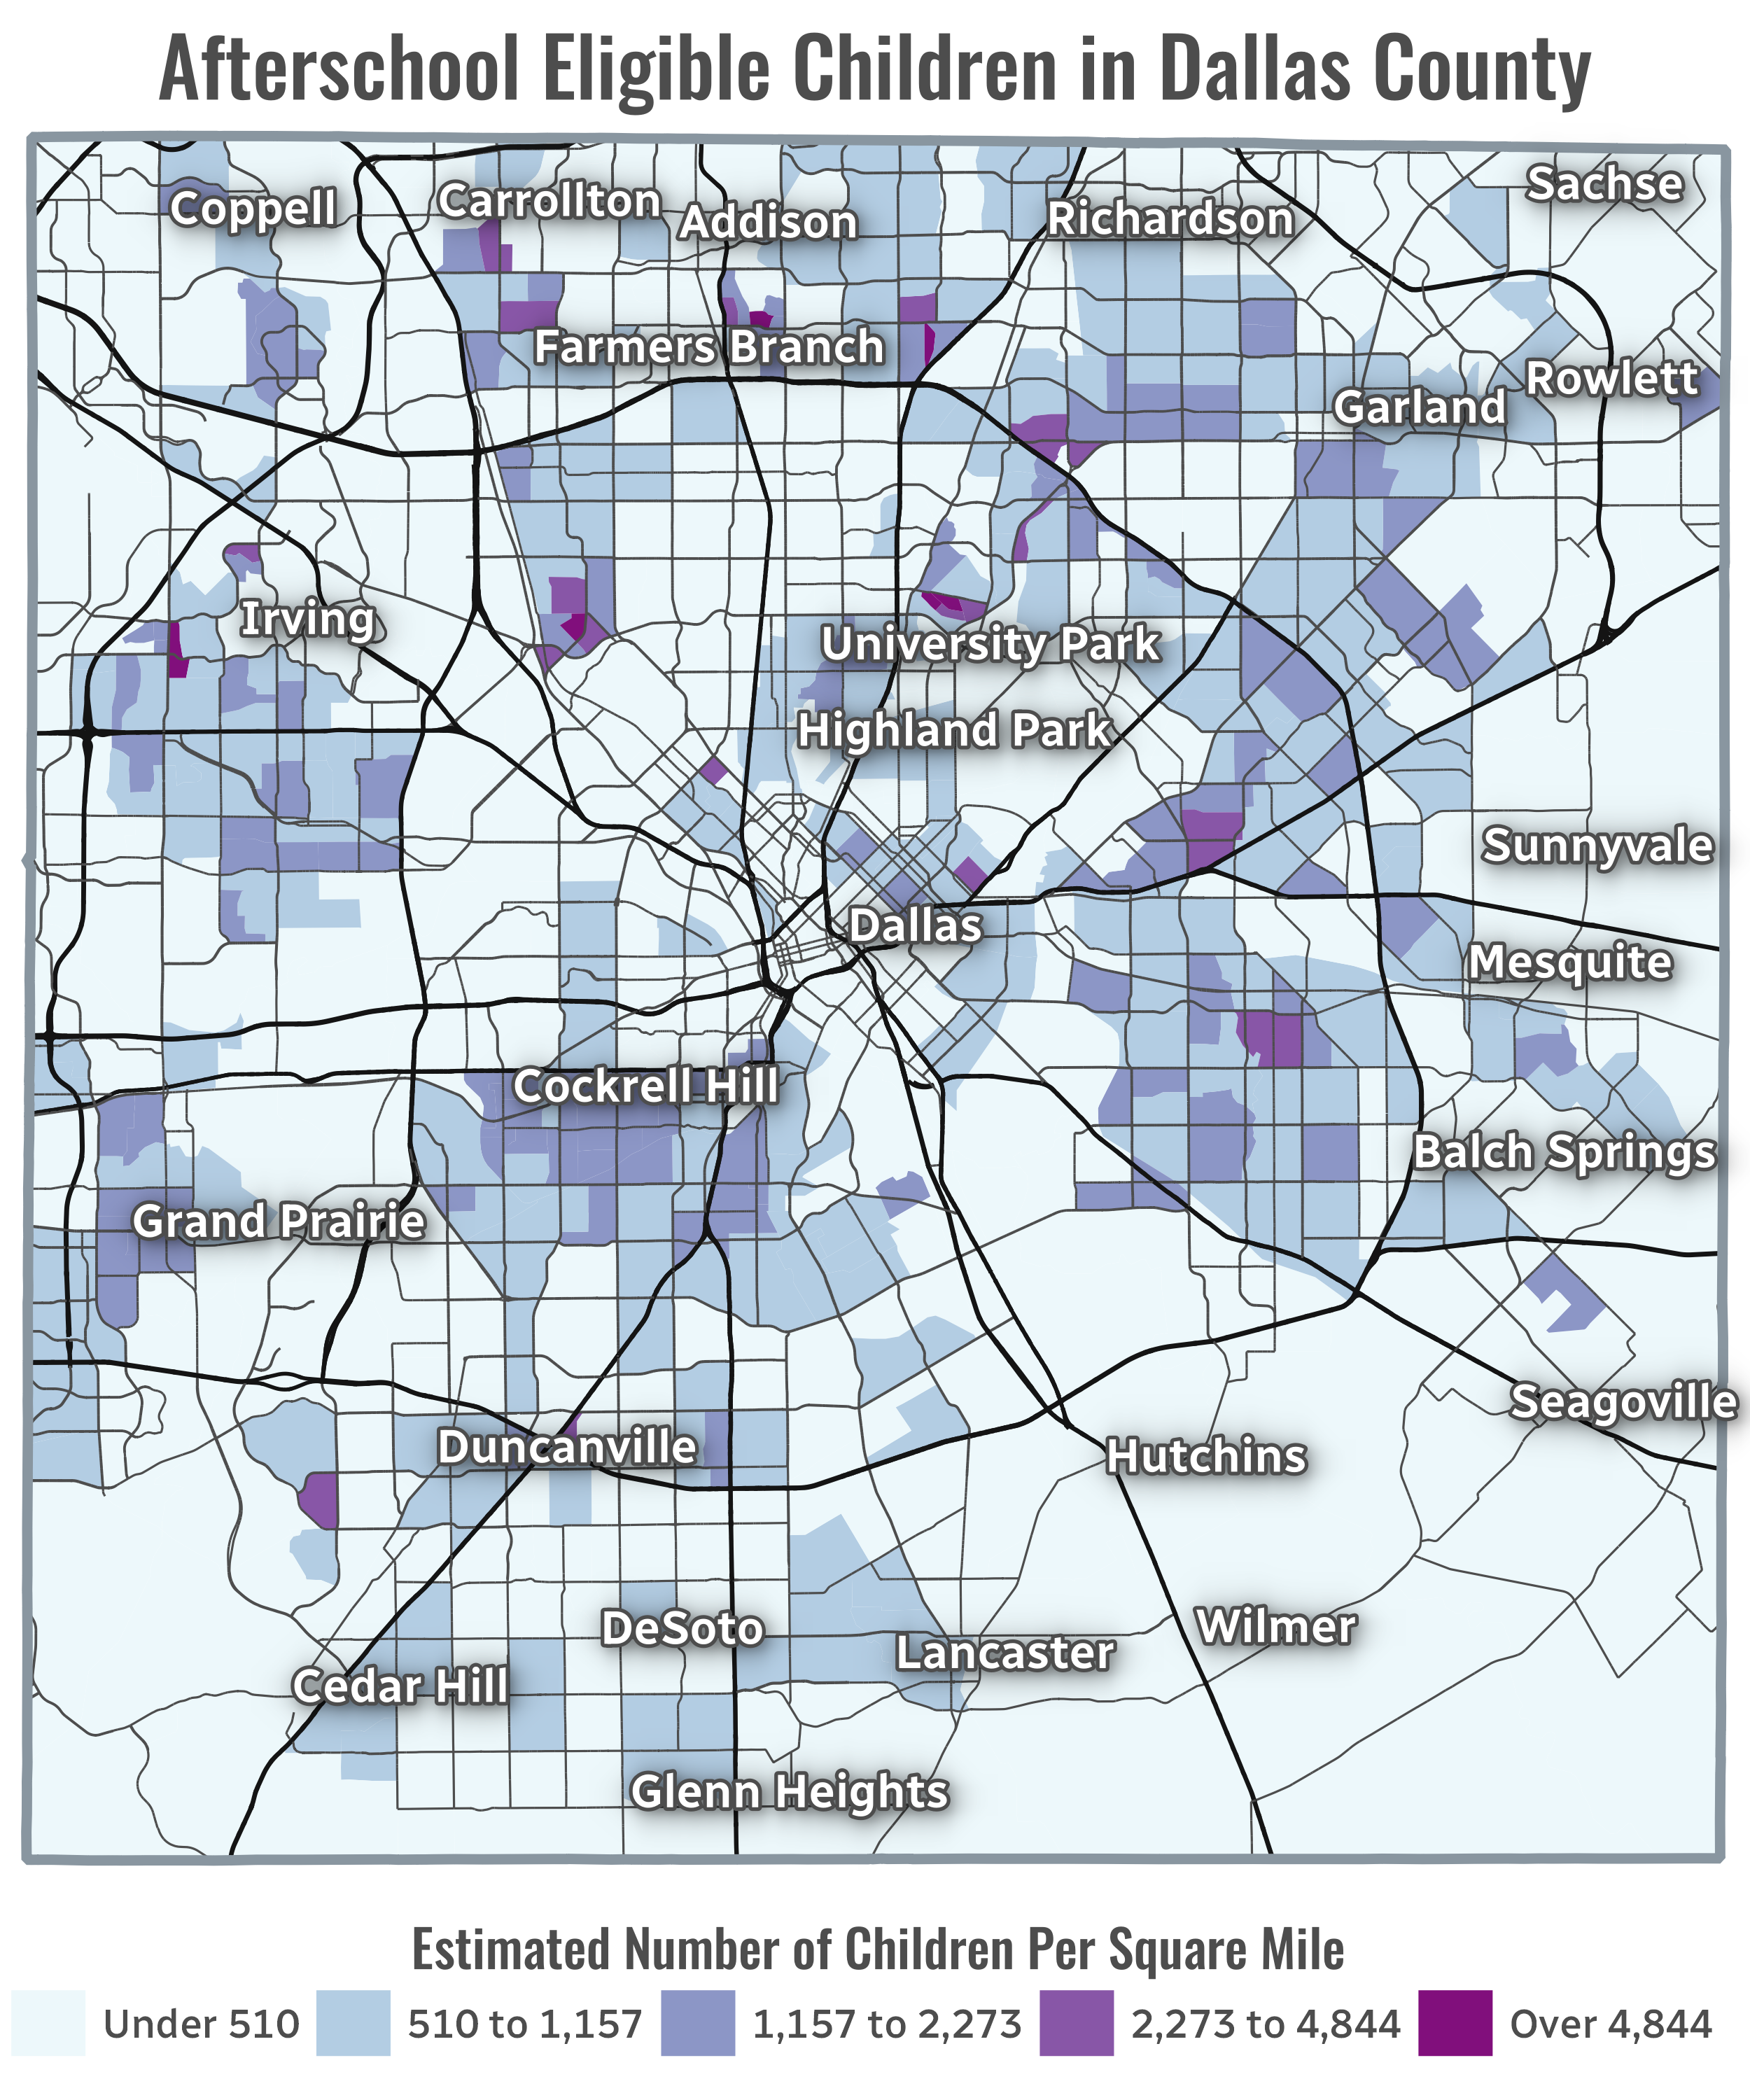 Afterschool Eligible Children in Dallas County
Sachse
Coppell
Carrollton
Addison
Richardson
Farmers Branch
Rowlett
Garland
Irving
University Park
Highland Park
Sunnyvale
Dallas
Mesquite
Cockrell Hill
Balch Springs
Grand Prairie
Seagoville
Duncanville
Hutchins
DeSoto
Wilmer
Lancaster
Cedar Hill
Glenn Heights
Estimated Number of Children Per Square Mile
Under 510
510 to 1,157
1,157 to 2,273
2,273 to 4,844
Over 4,844